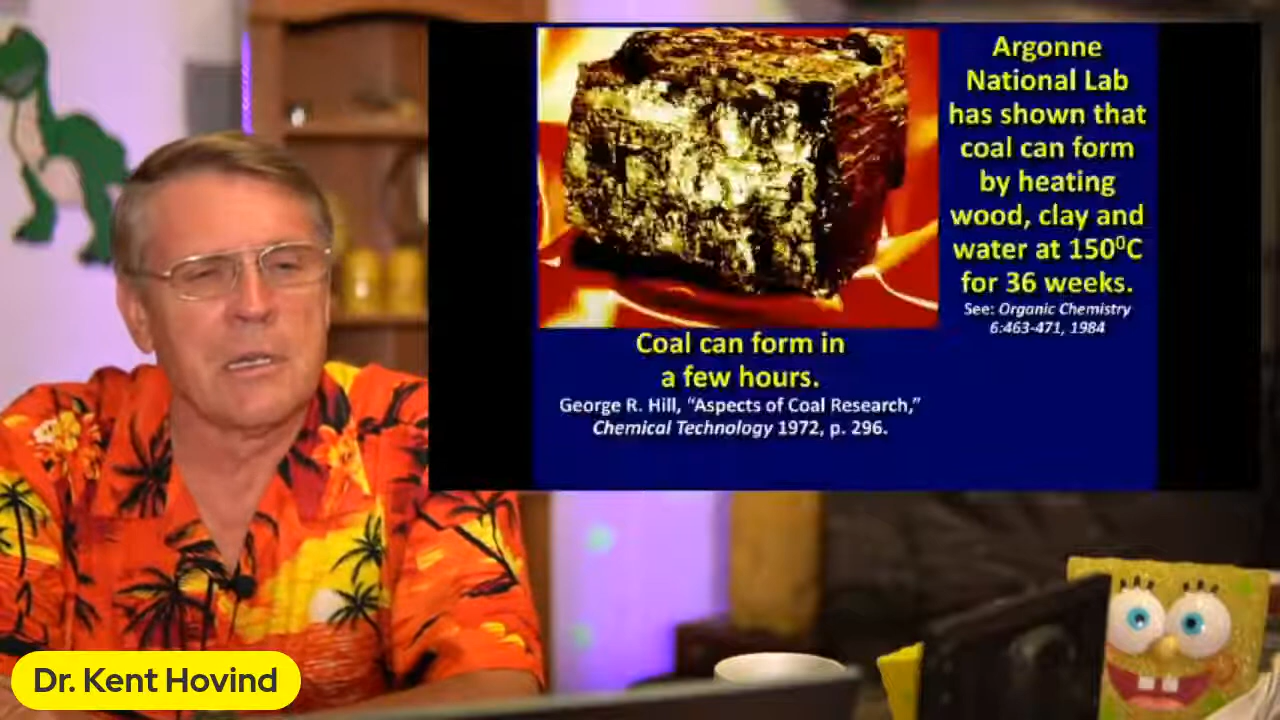 Argonne
National Lab
has shown that
coal can form
by heating
wood, clay and
water at 150⁰C
for 36 weeks.
See: Organic Chemistry
6:463-471, 1984
Coal can form in
a few hours.
George R. Hill, “Aspects of Coal Research,”
Chemical Technology 1972, p. 296.
Dr. Kent Hovind